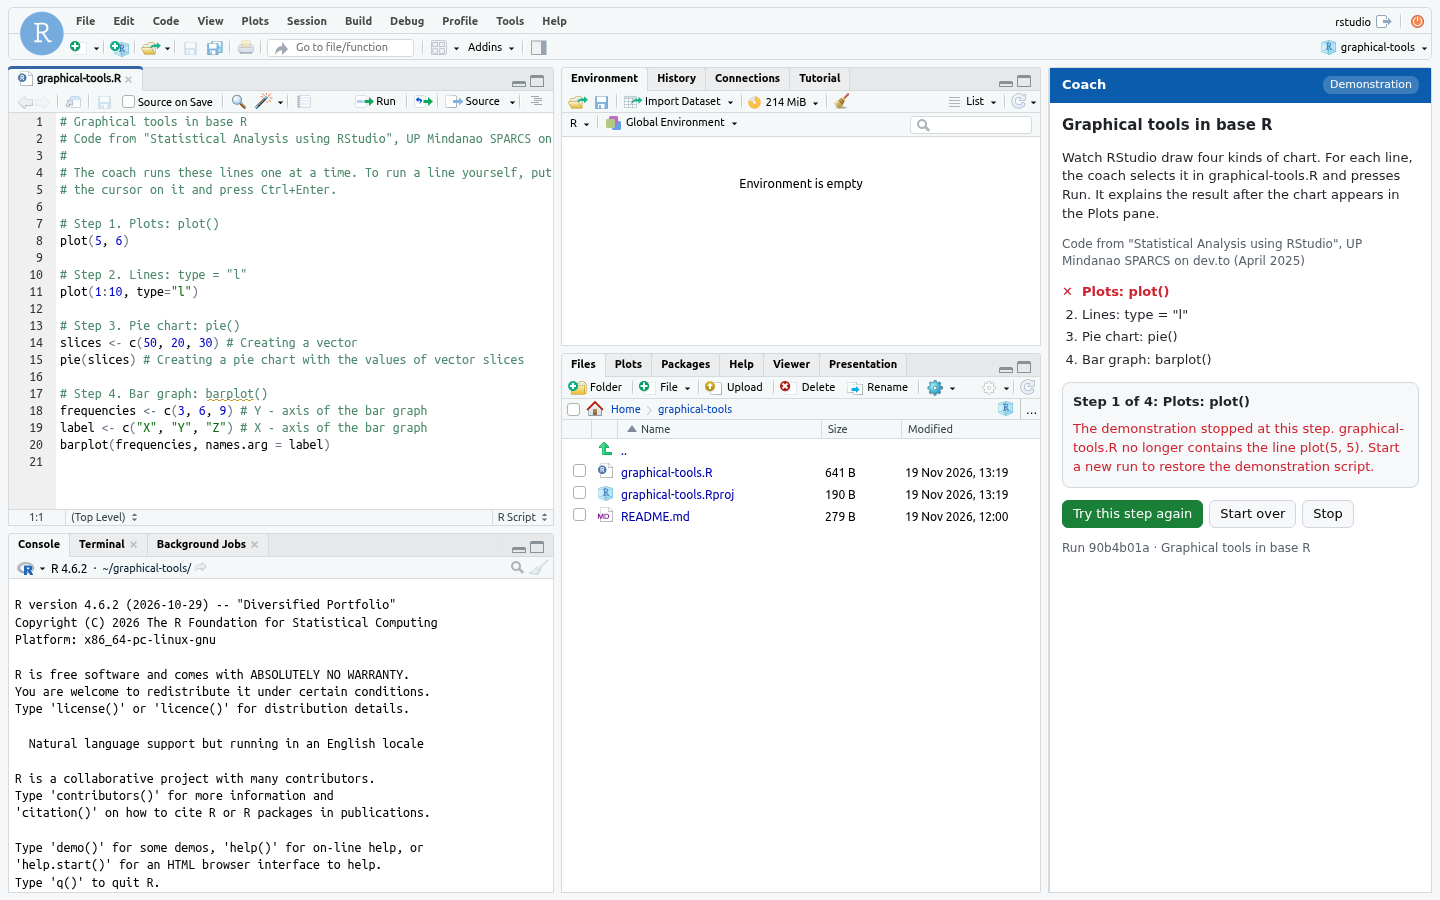 File Edit Code View Plots Session Build Debug Profile Tools Help
rstudio
R
Go to file/function
Addins
graphical-tools
graphical-tools.R
Source on Save
Run
Source
1 # Graphical tools in base R
2 # Code from "Statistical Analysis using RStudio", UP Mindanao SPARCS on
3 #
4 # The coach runs these lines one at a time. To run a line yourself, put
5 # the cursor on it and press Ctrl+Enter.
6
7 # Step 1. Plots: plot()
8 plot(5, 6)
9
10 # Step 2. Lines: type = "l"
11 plot(1:10, type="l")
12
13 # Step 3. Pie chart: pie()
14 slices <- c(50, 20, 30) # Creating a vector
15 pie(slices) # Creating a pie chart with the values of vector slices
16
17 # Step 4. Bar graph: barplot()
18 frequencies <- c(3, 6, 9) # Y - axis of the bar graph
19 label <- c("X", "Y", "Z") # X - axis of the bar graph
20 barplot(frequencies, names.arg = label)
21
1:1 (Top Level) R Script
Console Terminal Background Jobs
R 4.6.2 · ~/graphical-tools/
R version 4.6.2 (2026-10-29) -- "Diversified Portfolio"
Copyright (C) 2026 The R Foundation for Statistical Computing
Platform: x86_64-pc-linux-gnu
R is free software and comes with ABSOLUTELY NO WARRANTY.
You are welcome to redistribute it under certain conditions.
Type 'license()' or 'licence()' for distribution details.
Natural language support but running in an English locale
R is a collaborative project with many contributors.
Type 'contributors()' for more information and
'citation()' on how to cite R or R packages in publications.
Type 'demo()' for some demos, 'help()' for on-line help, or
'help.start()' for an HTML browser interface to help.
Type 'q()' to quit R.
Environment History Connections Tutorial
Import Dataset 214 MiB List
R Global Environment
Environment is empty
Files Plots Packages Help Viewer Presentation
Folder File Upload Delete Rename
Home graphical-tools ...
Name Size Modified
..
graphical-tools.R 641 B 19 Nov 2026, 13:19
graphical-tools.Rproj 190 B 19 Nov 2026, 13:19
README.md 279 B 19 Nov 2026, 12:00
Coach Demonstration
Graphical tools in base R
Watch RStudio draw four kinds of chart. For each line,
the coach selects it in graphical-tools.R and presses
Run. It explains the result after the chart appears in
the Plots pane.
Code from "Statistical Analysis using RStudio", UP
Mindanao SPARCS on dev.to (April 2025)
✕ Plots: plot()
2. Lines: type = "l"
3. Pie chart: pie()
4. Bar graph: barplot()
Step 1 of 4: Plots: plot()
The demonstration stopped at this step. graphical-
tools.R no longer contains the line plot(5, 5). Start
a new run to restore the demonstration script.
Try this step again Start over Stop
Run 90b4b01a · Graphical tools in base R